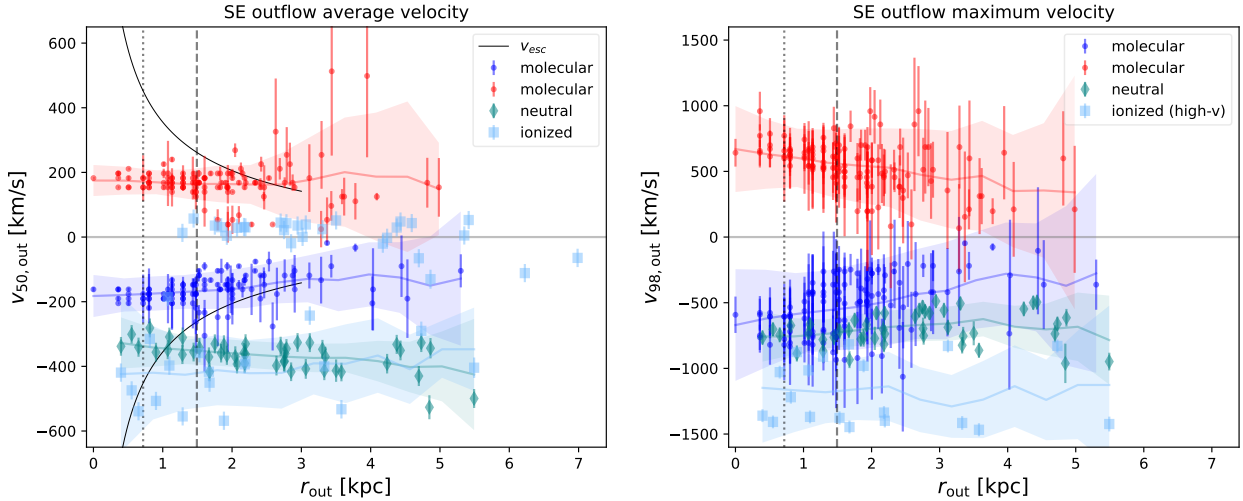 SE outflow average velocity
v50,out [km/s]
600
400
200
0
−200
−400
−600
vesc
molecular
molecular
neutral
ionized
0 1 2 3 4 5 6 7
rout [kpc]
SE outflow maximum velocity
v98,out [km/s]
1500
1000
500
0
−500
−1000
−1500
molecular
molecular
neutral
ionized (high-v)
0 1 2 3 4 5 6 7
rout [kpc]